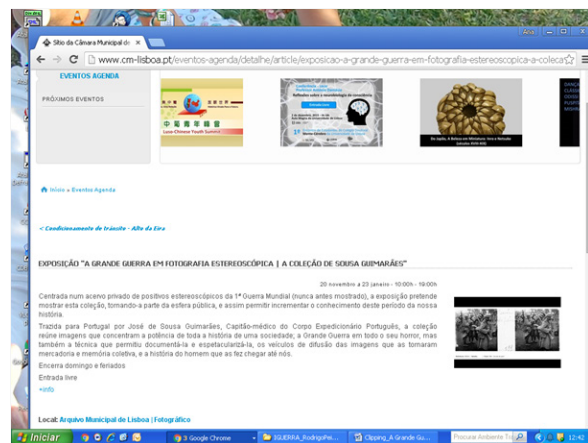 Ana
Sítio da Câmara Municipal de
www.cm-lisboa.pt/eventos-agenda/detalhe/article/exposicao-a-grande-guerra-em-fotografia-estereoscopica-a-coleca
EVENTOS AGENDA
PRÓXIMOS EVENTOS
Luso-Chinese Youth Summit
Início » Eventos Agenda
< Condicionamento de trânsito - Alto da Eira
EXPOSIÇÃO "A GRANDE GUERRA EM FOTOGRAFIA ESTEREOSCÓPICA | A COLEÇÃO DE SOUSA GUIMARÃES"
20 novembro a 23 janeiro - 10:00h - 19:00h
Centrada num acervo privado de positivos estereoscópicos da 1ª Guerra Mundial (nunca antes mostrado), a exposição pretende
mostrar esta coleção, tornando-a parte da esfera pública, e assim permitir incrementar o conhecimento deste período da nossa
história.
Trazida para Portugal por José de Sousa Guimarães, Capitão-médico do Corpo Expedicionário Português, a coleção
reúne imagens que concentram a potência de toda a história de uma sociedade; a Grande Guerra em todo o seu horror, mas
também a técnica que permitiu documentá-la e espetacularizá-la, os veículos de difusão das imagens que as tornaram
mercadoria e memória coletiva, e a história do homem que as fez chegar até nós.
Encerra domingo e feriados
Entrada livre
+info
Local: Arquivo Municipal de Lisboa | Fotográfico
Iniciar
3 Google Chrome
Clipping_A Grande Gu...
12:41